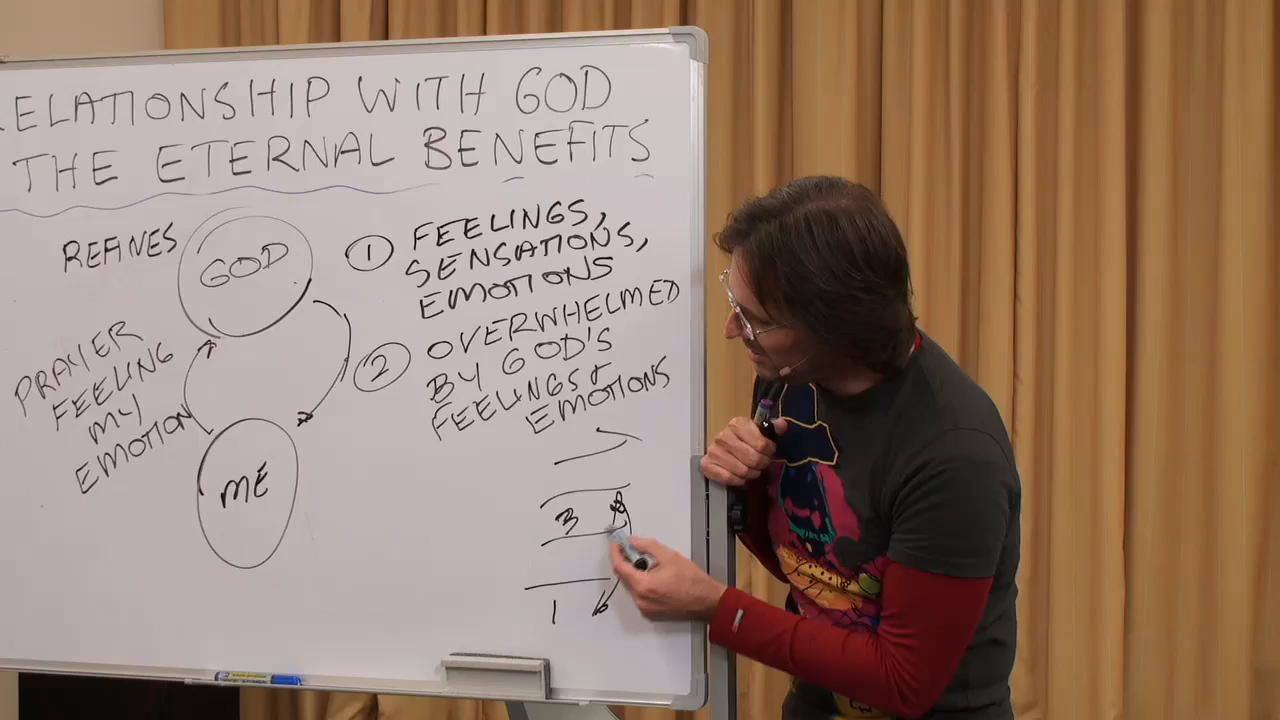 RELATIONSHIP WITH GOD
THE ETERNAL BENEFITS
REFINES
GOD
PRAYER
FEELING
MY
EMOTION
ME
1 FEELINGS,
SENSATIONS,
EMOTIONS
2 OVERWHELMED
BY GOD'S
FEELINGS &
EMOTIONS
3
1